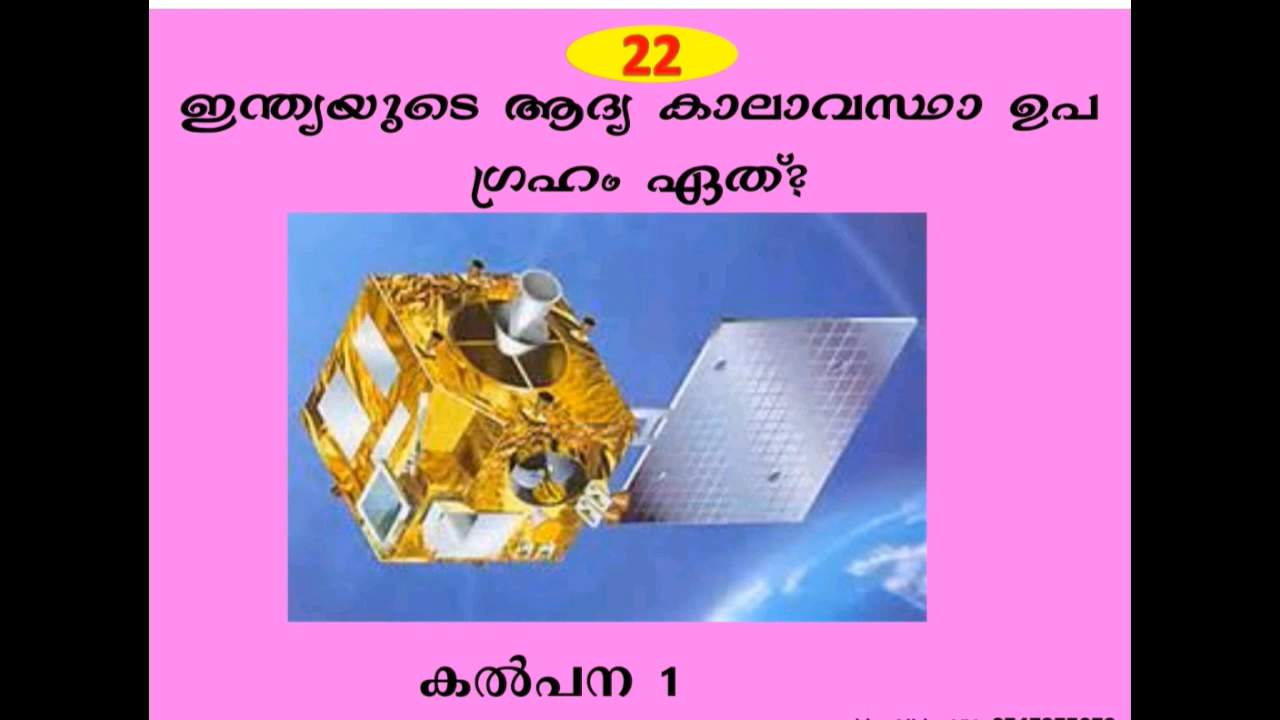 22
ഇന്ത്യയുടെ ആദ്യ കാലാവസ്ഥാ ഉപ
ഗ്രഹം ഏത്?
കൽപന 1